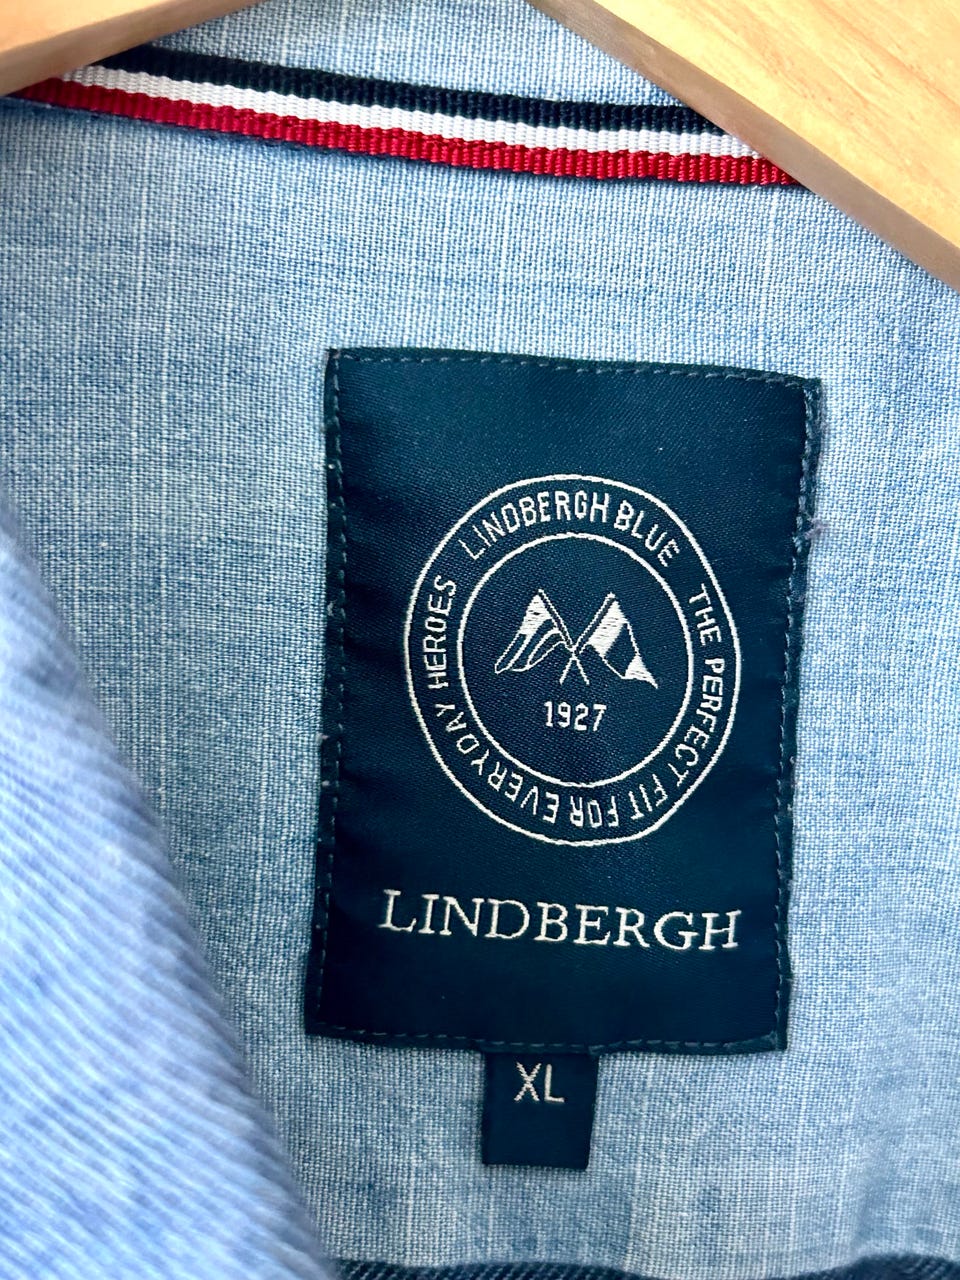 LINDBERGH BLUE
THE PERFECT FIT FOR EVERYDAY HEROES
1927
LINDBERGH
XL